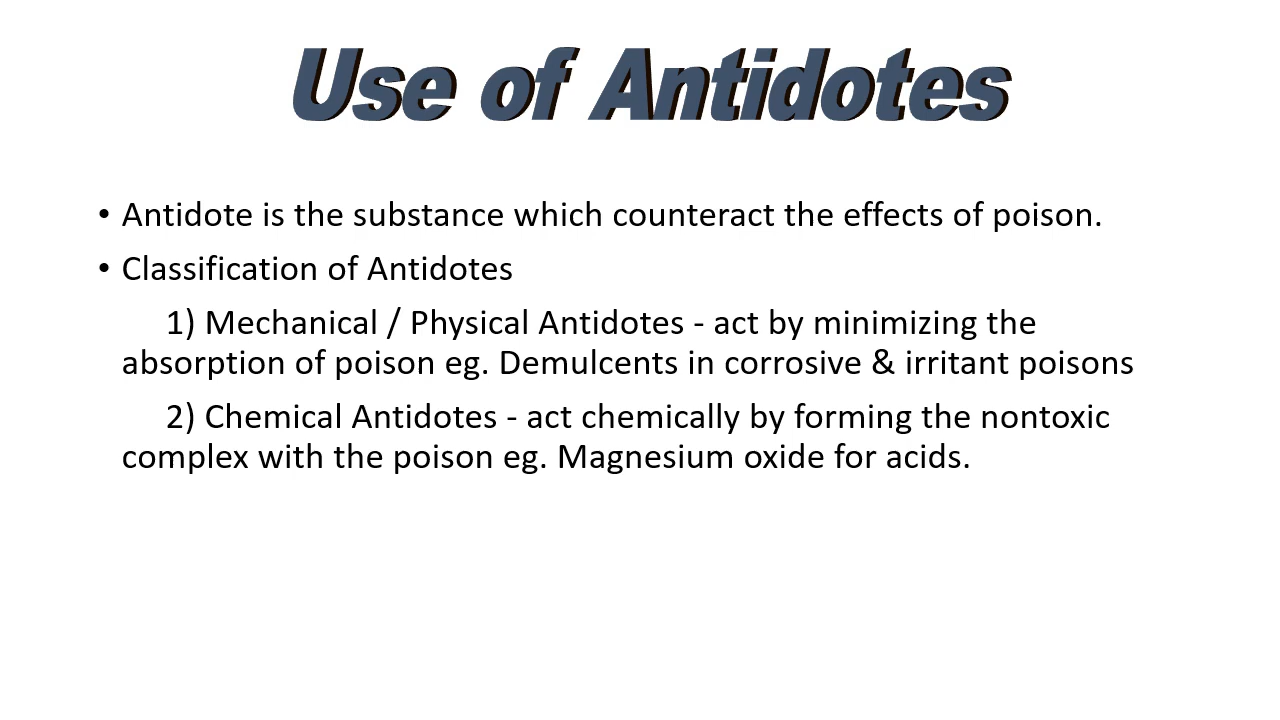 Use of Antidotes
• Antidote is the substance which counteract the effects of poison.
• Classification of Antidotes
1) Mechanical / Physical Antidotes - act by minimizing the
absorption of poison eg. Demulcents in corrosive & irritant poisons
2) Chemical Antidotes - act chemically by forming the nontoxic
complex with the poison eg. Magnesium oxide for acids.